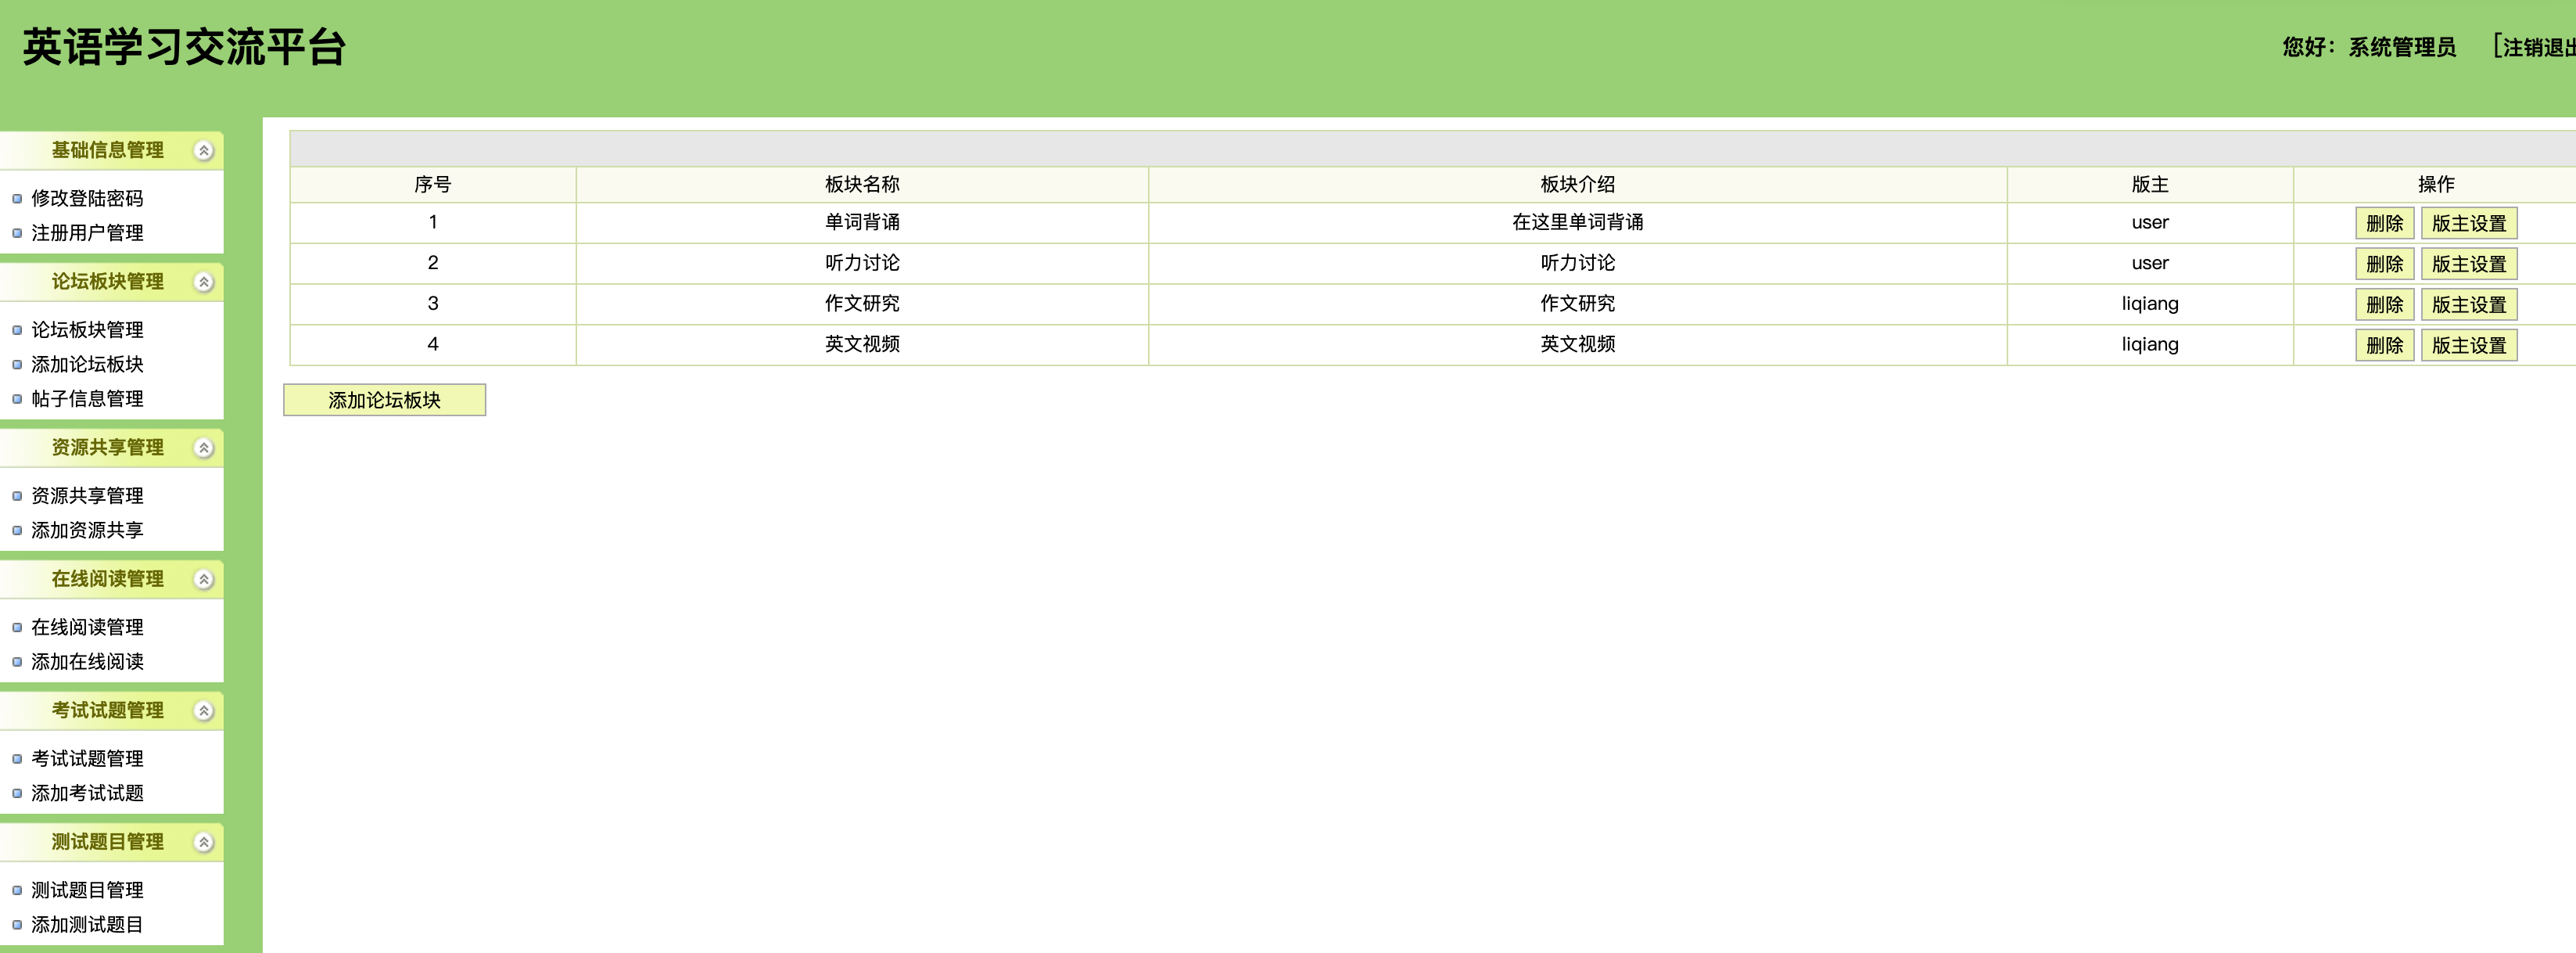 英语学习交流平台
您好：系统管理员 [注销退出
基础信息管理
修改登陆密码
注册用户管理
论坛板块管理
论坛板块管理
添加论坛板块
帖子信息管理
资源共享管理
资源共享管理
添加资源共享
在线阅读管理
在线阅读管理
添加在线阅读
考试试题管理
考试试题管理
添加考试试题
测试题目管理
测试题目管理
添加测试题目
序号 板块名称 板块介绍 版主 操作
1 单词背诵 在这里单词背诵 user 删除 版主设置
2 听力讨论 听力讨论 user 删除 版主设置
3 作文研究 作文研究 liqiang 删除 版主设置
4 英文视频 英文视频 liqiang 删除 版主设置
添加论坛板块